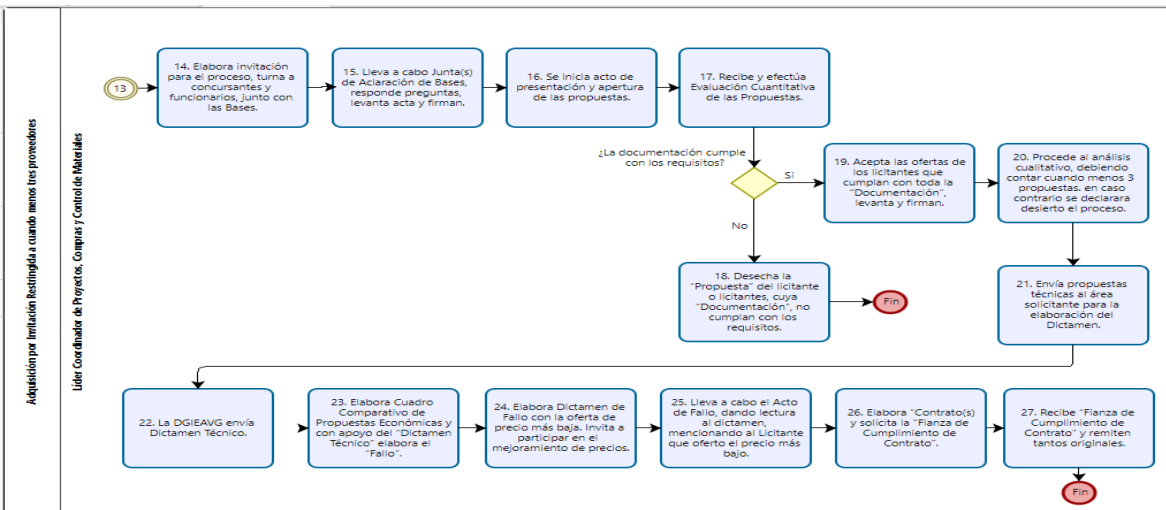 Adquisición por Invitación Restringida a cuando menos tres proveedores
Líder Coordinador de Proyectos, Compras y Control de Materiales
13
14. Elabora invitación
para el proceso, turna a
concursantes y
funcionarios, junto con
las Bases.
15. Lleva a cabo Junta(s)
de Aclaración de Bases,
responde preguntas,
levanta acta y firman.
16. Se inicia acto de
presentación y apertura
de las propuestas.
17. Recibe y efectúa
Evaluación Cuantitativa
de las Propuestas.
¿La documentación cumple
con los requisitos?
Si
No
19. Acepta las ofertas de
los licitantes que
cumplan con toda la
"Documentación",
levanta y firman.
20. Procede al análisis
cualitativo, debiendo
contar cuando menos 3
propuestas. en caso
contrario se declarara
desierto el proceso.
18. Desecha la
"Propuesta" del licitante
o licitantes, cuya
"Documentación", no
cumplan con los
requisitos.
Fin
21. Envía propuestas
técnicas al área
solicitante para la
elaboración del
Dictamen.
22. La DGIEAVG envía
Dictamen Técnico.
23. Elabora Cuadro
Comparativo de
Propuestas Económicas y
con apoyo del "Dictamen
Técnico" elabora el
"Fallo".
24. Elabora Dictamen de
Fallo con la oferta de
precio más baja. Invita a
participar en el
mejoramiento de precios.
25. Lleva a cabo el Acto
de Fallo, dando lectura
al dictamen,
mencionando al Licitante
que oferto el precio más
bajo.
26. Elabora "Contrato(s)
y solicita la "Fianza de
Cumplimiento de
Contrato".
27. Recibe "Fianza de
Cumplimiento de
Contrato" y remiten
tantos originales.
Fin